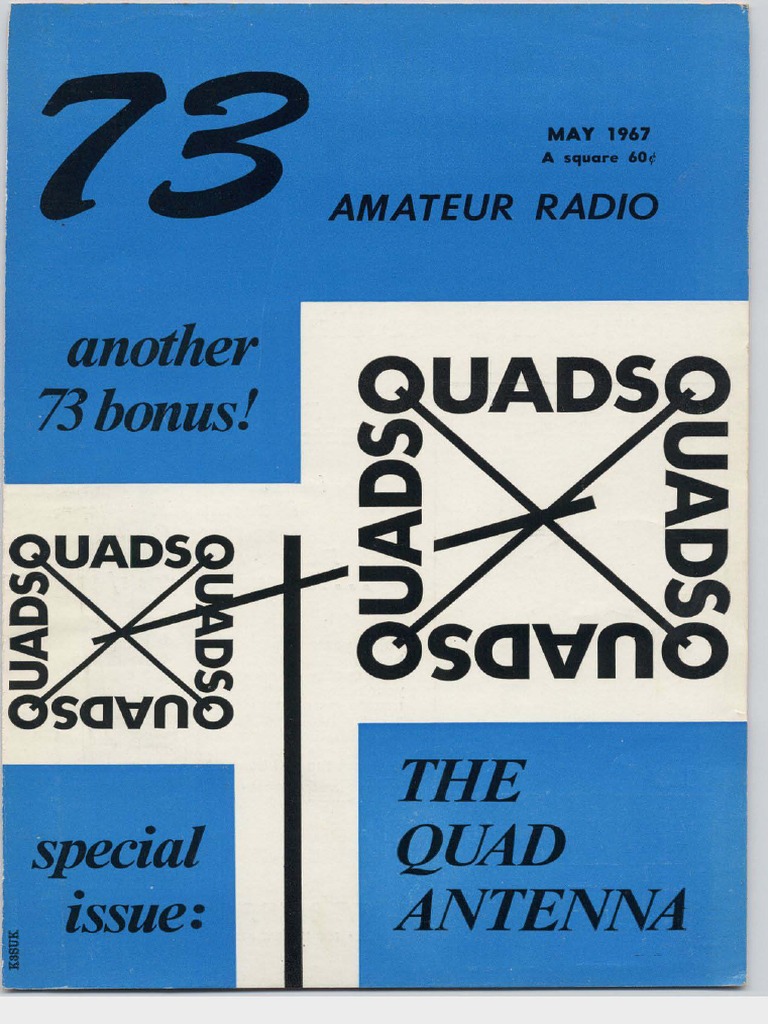 73
MAY 1967
A square 60¢
AMATEUR RADIO
another
73 bonus!
QUADS
QUADS
QUADS
QUADS
QUADS
QUADS
QUADS
QUADS
THE
QUAD
ANTENNA
special
issue:
K3SUK